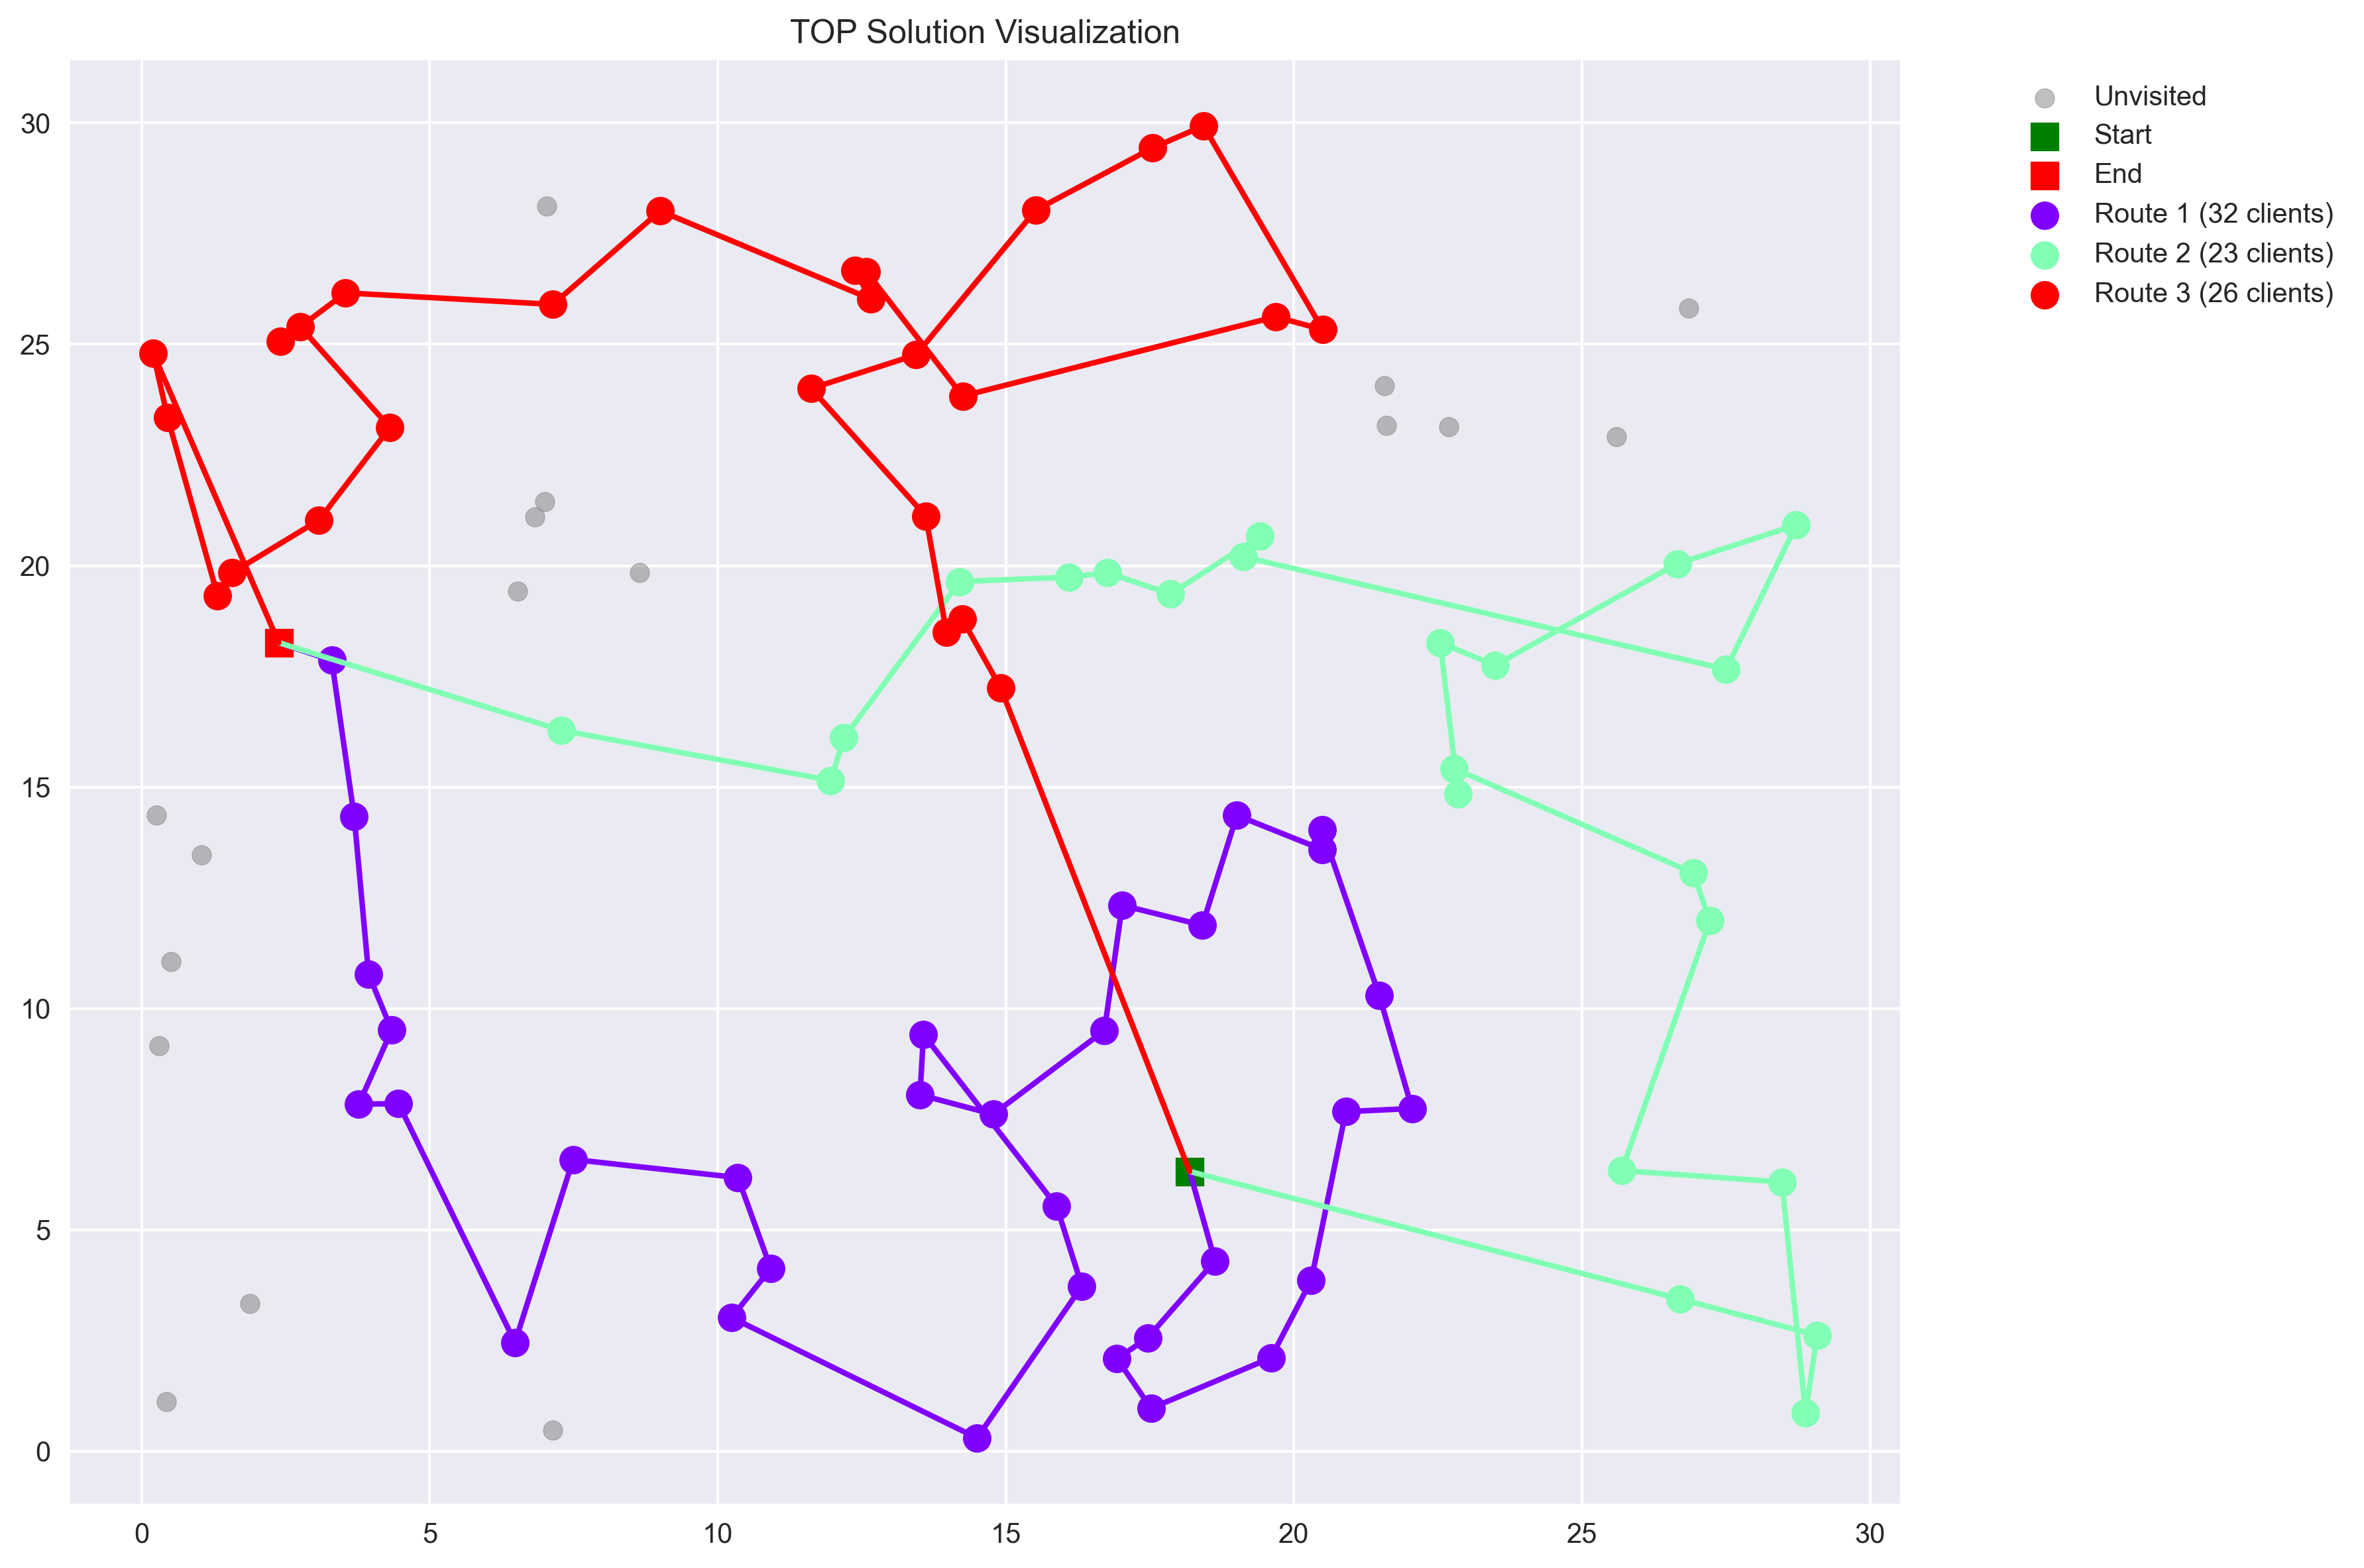 TOP Solution Visualization
30
25
20
15
10
5
0
0 5 10 15 20 25 30
Unvisited
Start
End
Route 1 (32 clients)
Route 2 (23 clients)
Route 3 (26 clients)